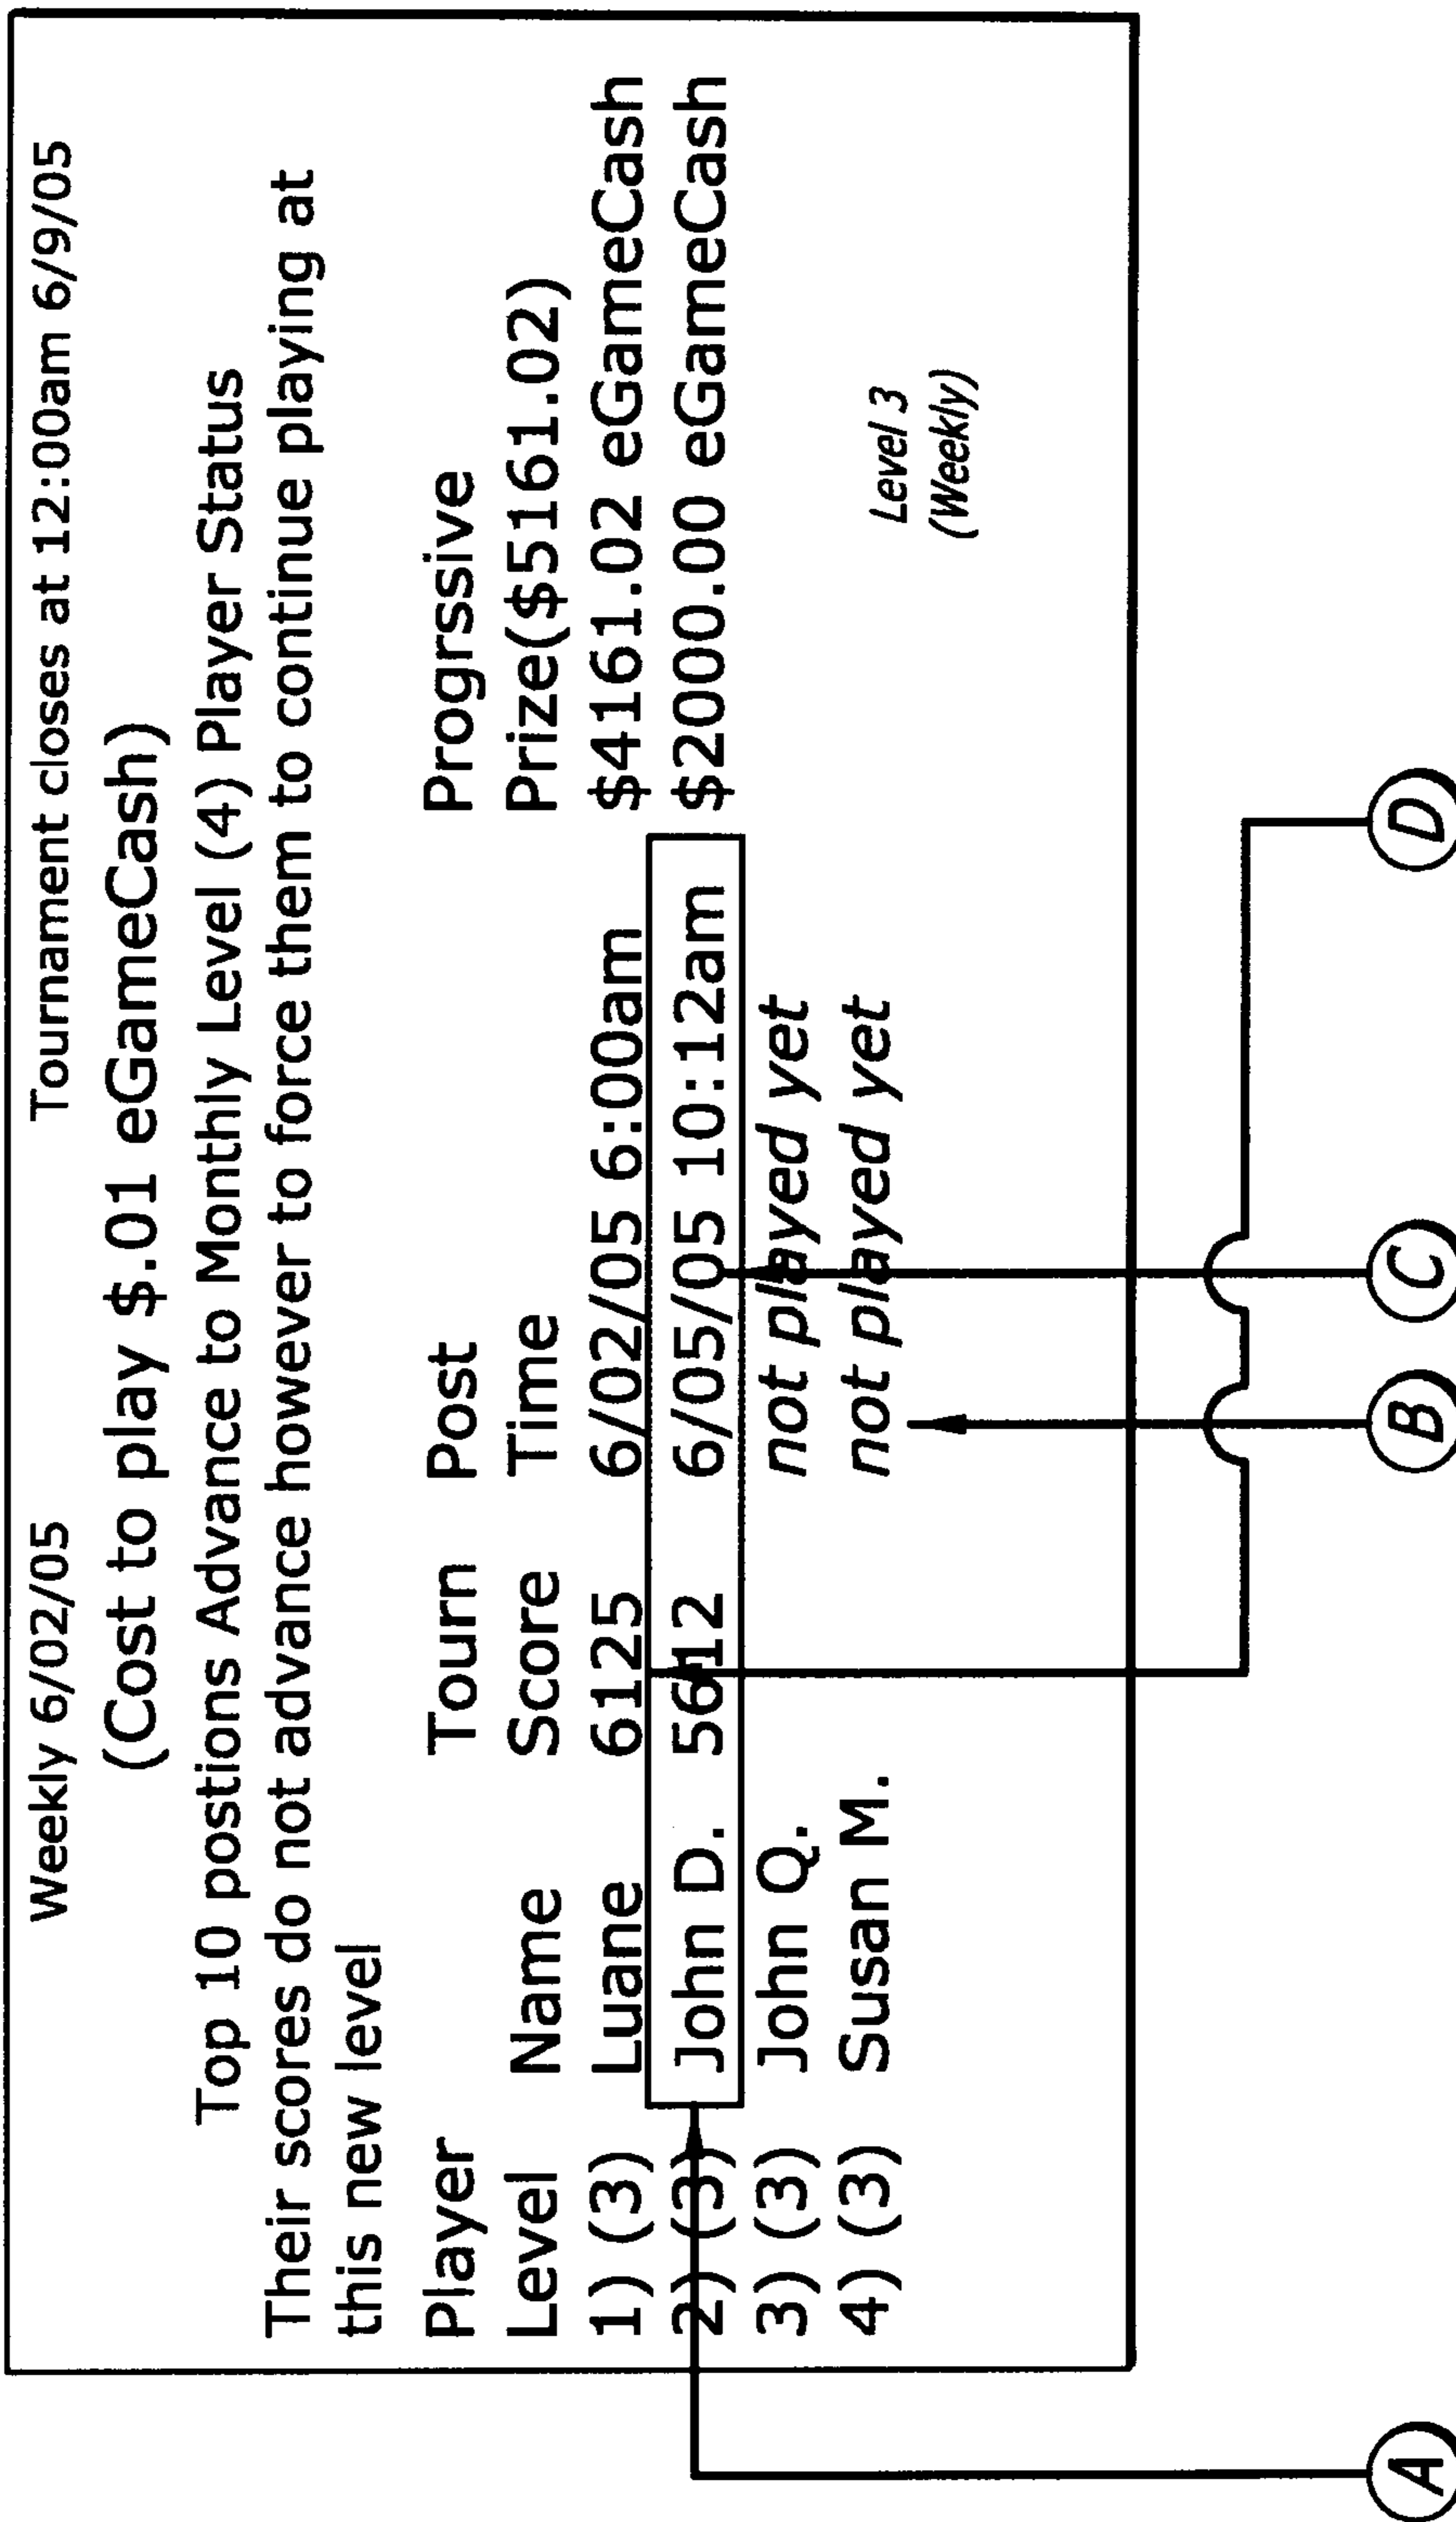 Weekly 6/02/05 Tournament closes at 12:00am 6/9/05
(Cost to play $.01 eGameCash)
Top 10 postions Advance to Monthly Level (4) Player Status
Their scores do not advance however to force them to continue playing at
this new level
Player Tourn Post Progrssive
Level Name Score Time Prize($5161.02)
1) (3) Luane 6125 6/02/05 6:00am $4161.02 eGameCash
2) (3) John D. 5612 6/05/05 10:12am $2000.00 eGameCash
3) (3) John Q. not played yet
4) (3) Susan M. not played yet
Level 3
(Weekly)
A B C D